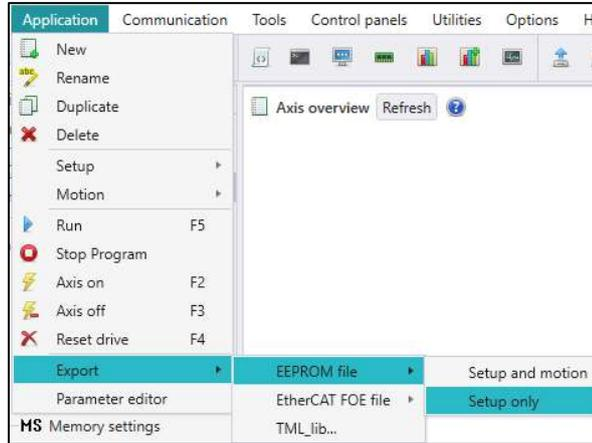 Application Communication Tools Control panels Utilities Options H
New
abc Rename
Duplicate
Axis overview Refresh
Delete
Setup
Motion
Run F5
Stop Program
Axis on F2
Axis off F3
Reset drive F4
Export EEPROM file Setup and motion
Parameter editor EtherCAT FOE file Setup only
MS Memory settings TML_lib...